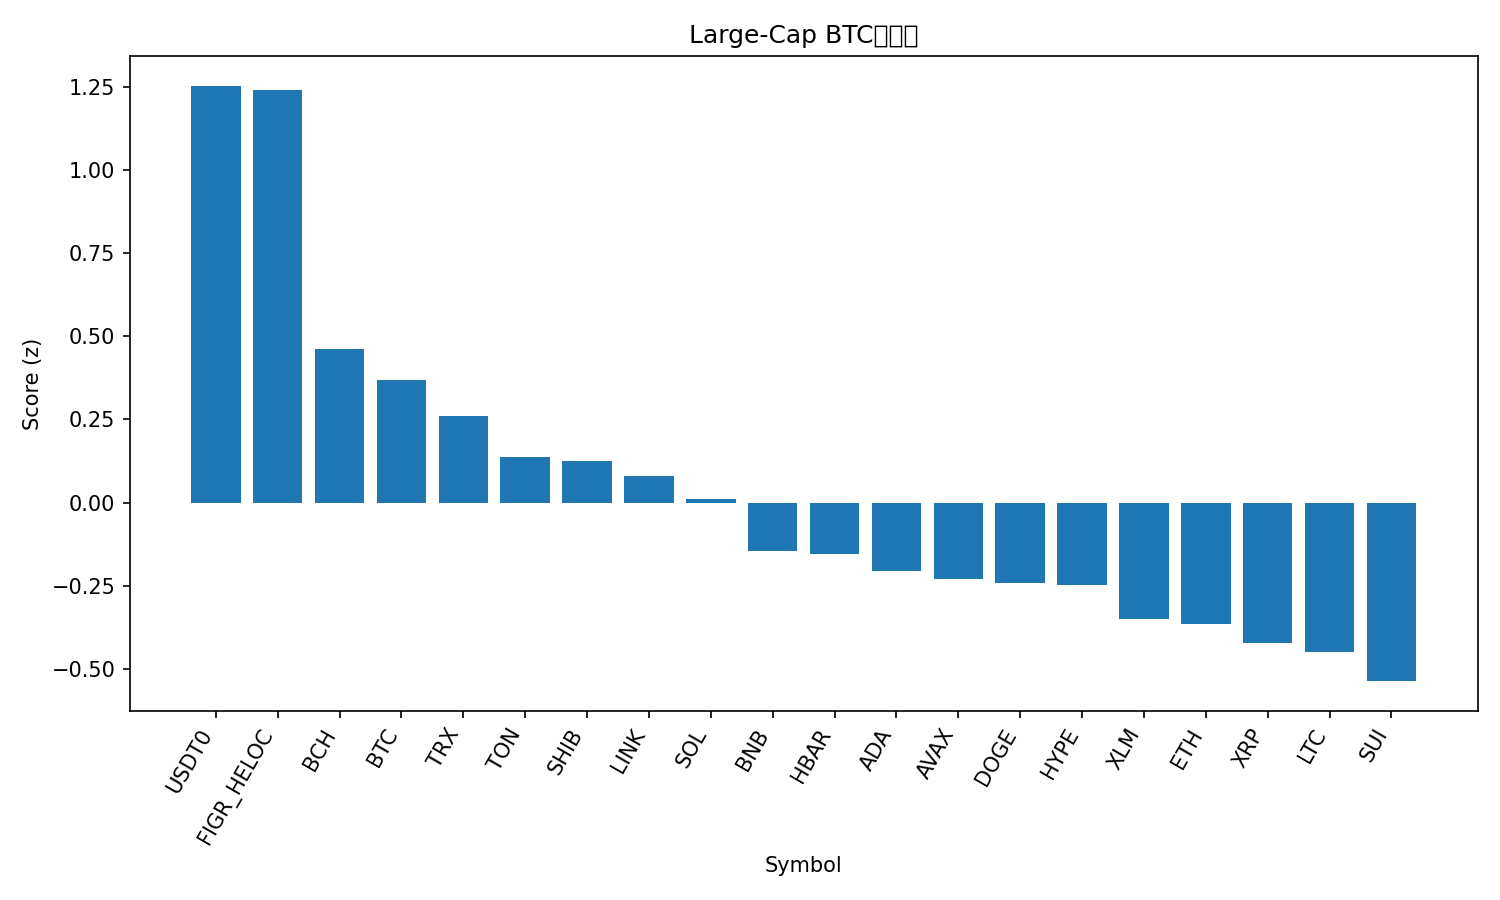 Large-Cap BTC
1.25
1.00
0.75
0.50
0.25
0.00
−0.25
−0.50
Score (z)
USDT0
FIGR_HELOC
BCH
BTC
TRX
TON
SHIB
LINK
SOL
BNB
HBAR
ADA
AVAX
DOGE
HYPE
XLM
ETH
XRP
LTC
SUI
Symbol